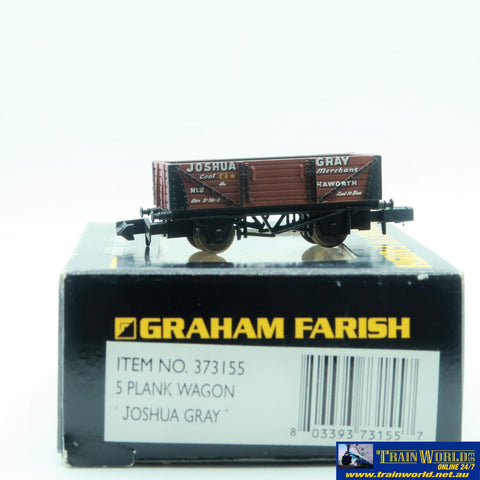 JOSHUA GRAY
Coal Merchant
HAWORTH
GRAHAM FARISH
ITEM NO. 373155
5 PLANK WAGON
' JOSHUA GRAY '
8 03393 73155 7
TRAIN WORLD
ONLINE 24/7
www.trainworld.net.au